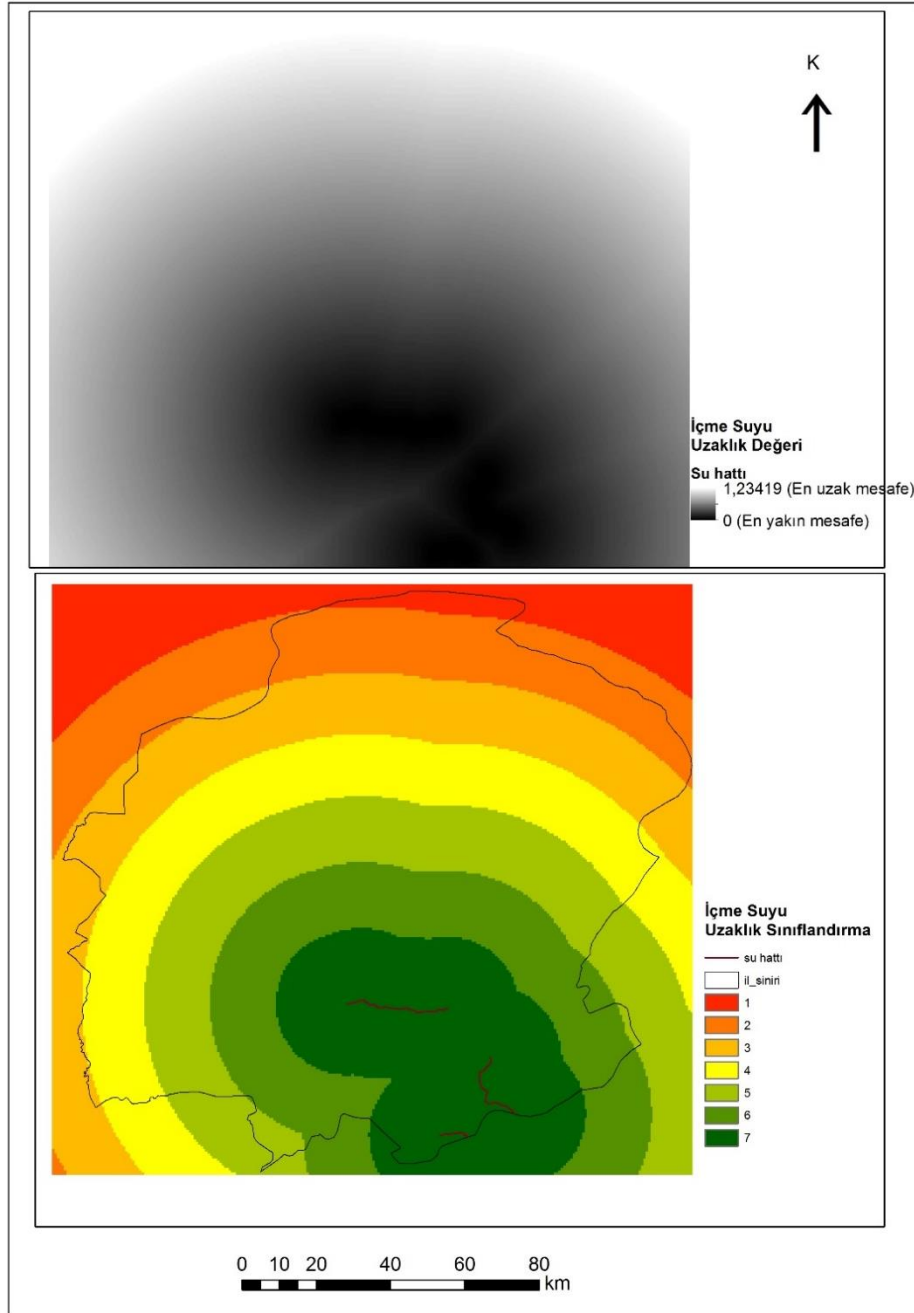 K
İçme Suyu
Uzaklık Değeri
Su hattı
1,23419 (En uzak mesafe)
0 (En yakın mesafe)
İçme Suyu
Uzaklık Sınıflandırma
su hattı
il_siniri
1
2
3
4
5
6
7
0 10 20 40 60 80
km